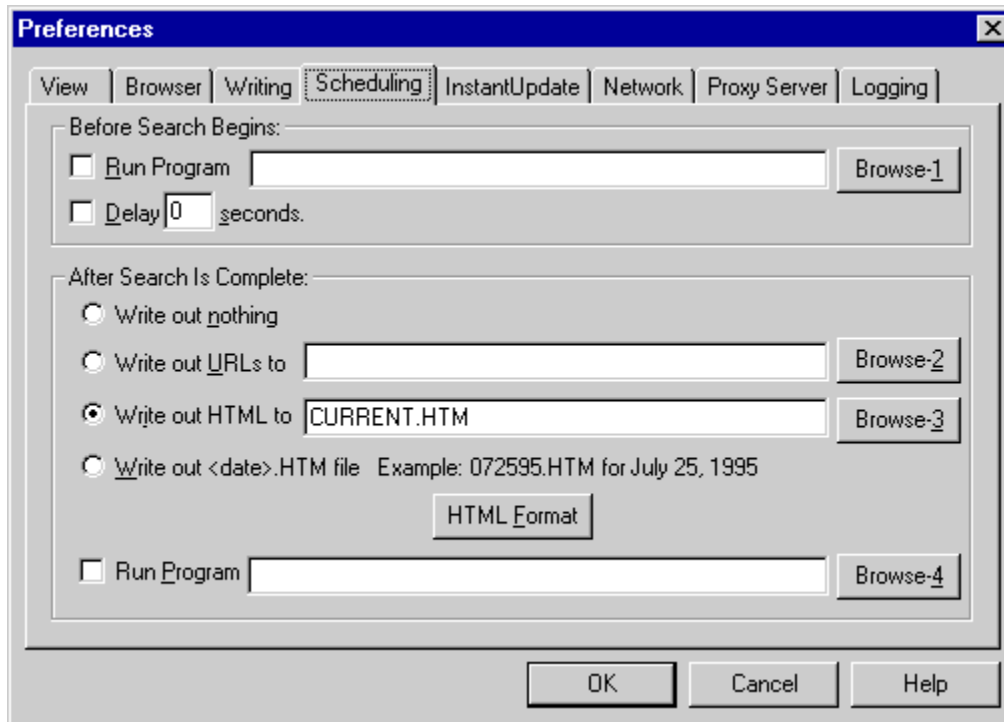 Preferences
View Browser Writing Scheduling InstantUpdate Network Proxy Server Logging
Before Search Begins:
Run Program Browse-1
Delay 0 seconds.
After Search Is Complete:
Write out nothing
Write out URLs to Browse-2
Write out HTML to CURRENT.HTM Browse-3
Write out <date>.HTM file Example: 072595.HTM for July 25, 1995
HTML Format
Run Program Browse-4
OK Cancel Help